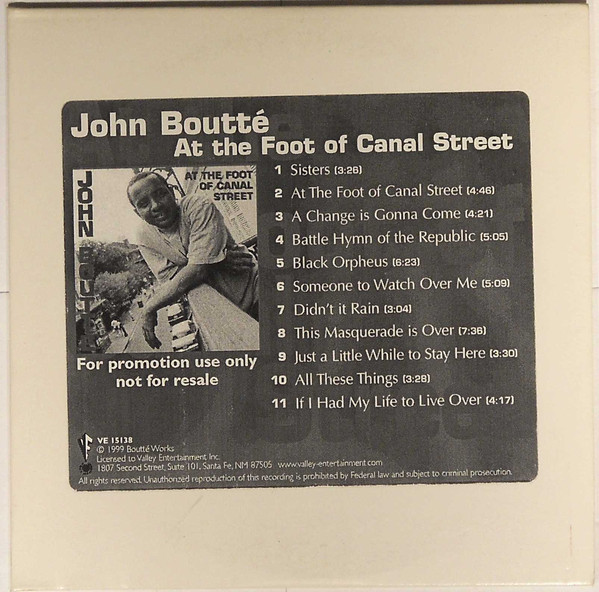 John Boutté
At the Foot of Canal Street
JOHN BOUTTÉ
AT THE FOOT
OF CANAL
STREET
For promotion use only
not for resale
1 Sisters (3:26)
2 At The Foot of Canal Street (4:46)
3 A Change is Gonna Come (4:21)
4 Battle Hymn of the Republic (5:05)
5 Black Orpheus (6:23)
6 Someone to Watch Over Me (5:09)
7 Didn't it Rain (3:04)
8 This Masquerade is Over (7:36)
9 Just a Little While to Stay Here (3:30)
10 All These Things (3:28)
11 If I Had My Life to Live Over (4:17)
VE 15138
© 1999 Boutté Works
Licensed to Valley Entertainment Inc.
1807 Second Street, Suite 101, Santa Fe, NM 87505 www.valley-entertainment.com
All rights reserved. Unauthorized reproduction of this recording is prohibited by Federal law and subject to criminal prosecution.